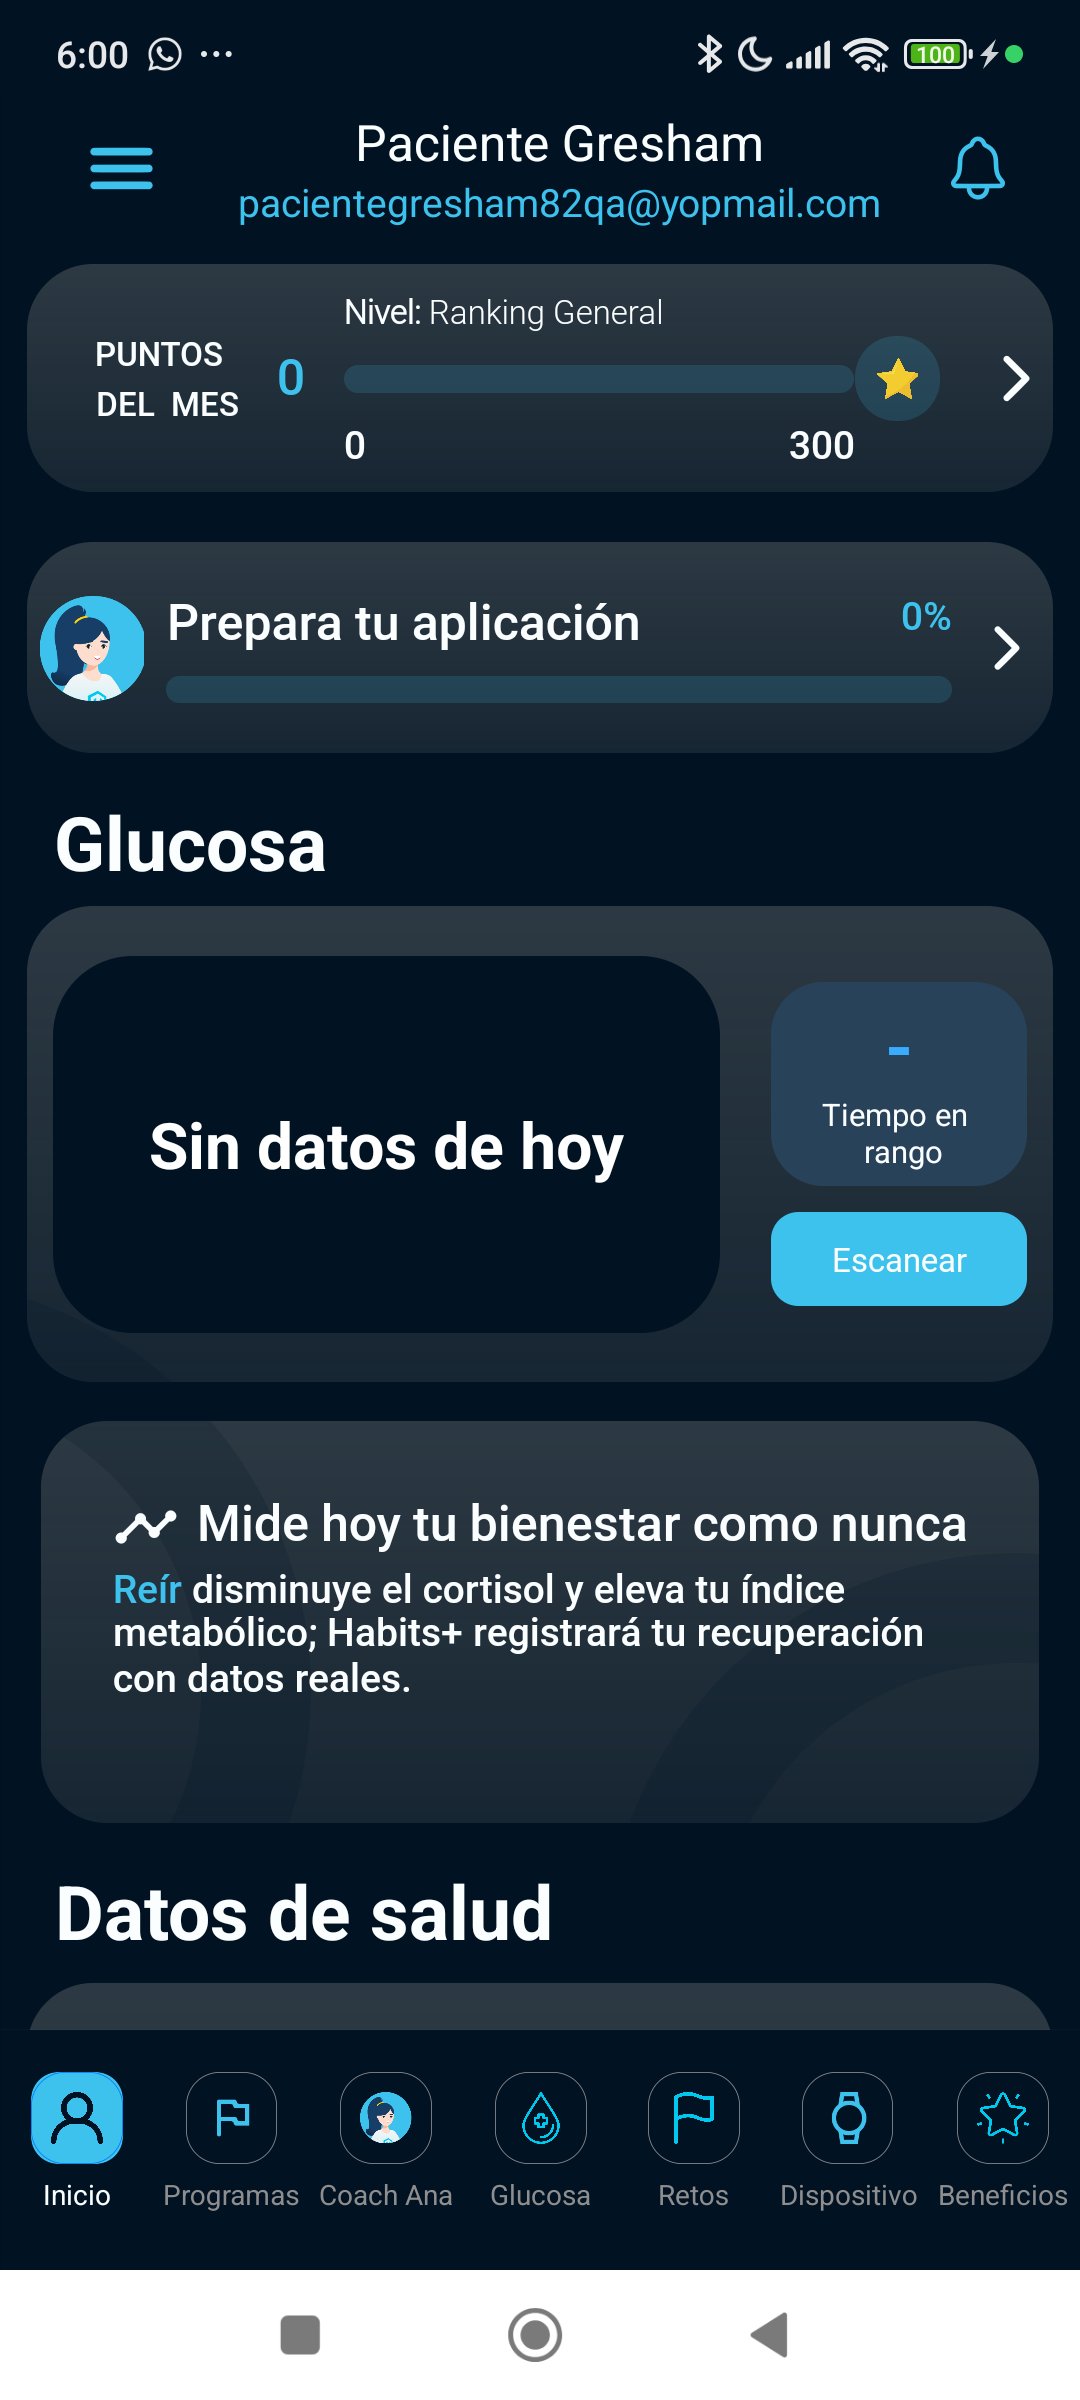 6:00
100
Paciente Gresham
pacientegresham82qa@yopmail.com
Nivel: Ranking General
PUNTOS
DEL MES
0
0
300
Prepara tu aplicación
0%
Glucosa
Sin datos de hoy
-
Tiempo en
rango
Escanear
Mide hoy tu bienestar como nunca
Reír disminuye el cortisol y eleva tu índice
metabólico; Habits+ registrará tu recuperación
con datos reales.
Datos de salud
Inicio
Programas
Coach Ana
Glucosa
Retos
Dispositivo
Beneficios